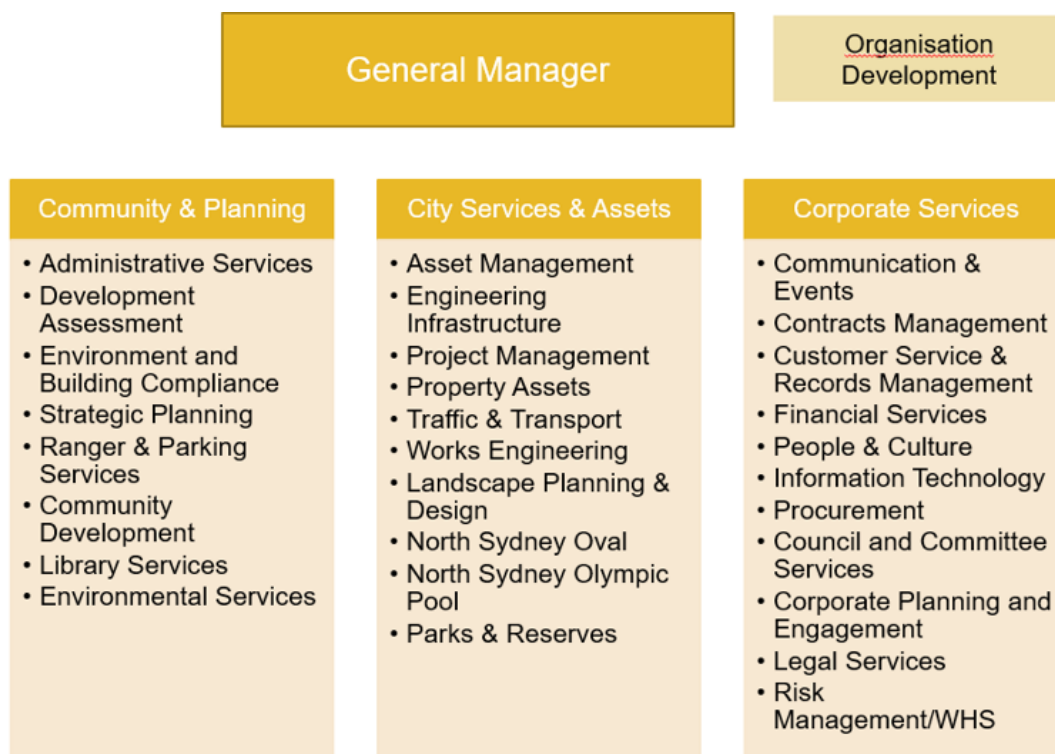 General Manager
Organisation
Development
Community & Planning
• Administrative Services
• Development
Assessment
• Environment and
Building Compliance
• Strategic Planning
• Ranger & Parking
Services
• Community
Development
• Library Services
• Environmental Services
City Services & Assets
• Asset Management
• Engineering
Infrastructure
• Project Management
• Property Assets
• Traffic & Transport
• Works Engineering
• Landscape Planning &
Design
• North Sydney Oval
• North Sydney Olympic
Pool
• Parks & Reserves
Corporate Services
• Communication &
Events
• Contracts Management
• Customer Service &
Records Management
• Financial Services
• People & Culture
• Information Technology
• Procurement
• Council and Committee
Services
• Corporate Planning and
Engagement
• Legal Services
• Risk
Management/WHS